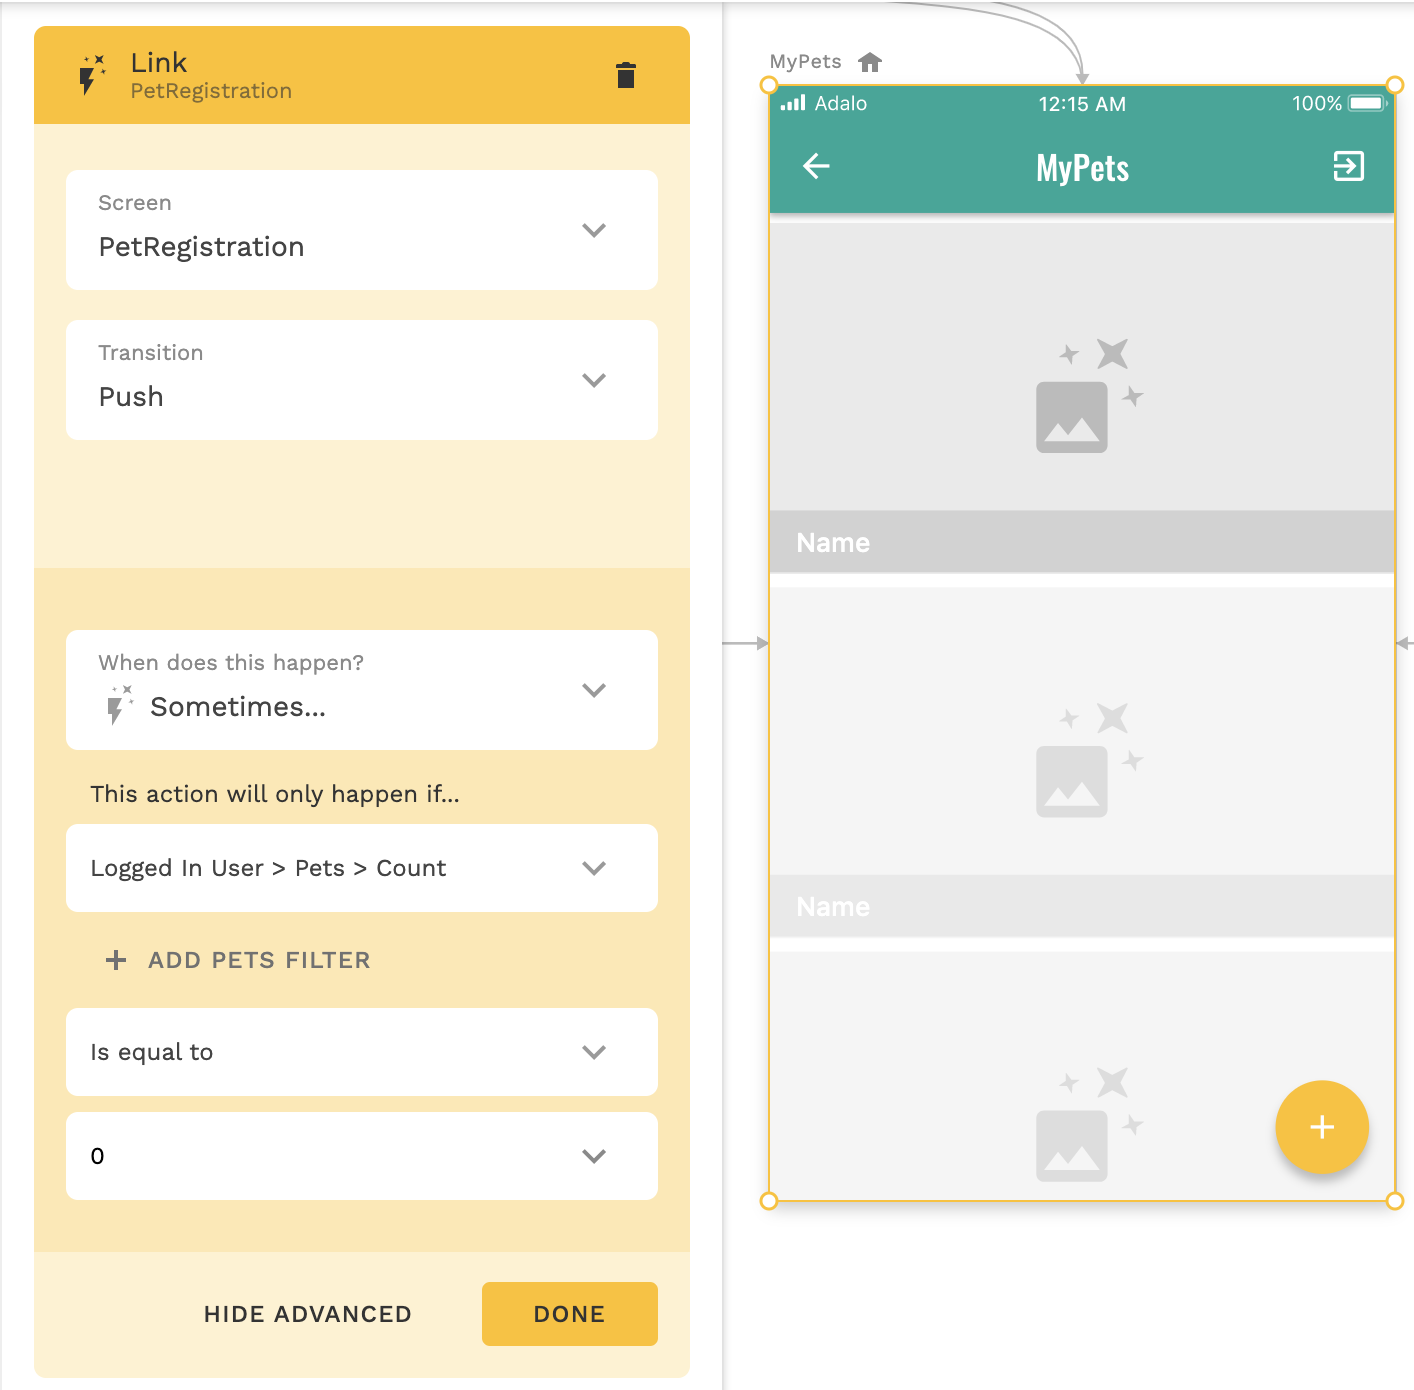 Link
PetRegistration
Screen
PetRegistration
Transition
Push
When does this happen?
Sometimes...
This action will only happen if...
Logged In User > Pets > Count
+ ADD PETS FILTER
Is equal to
0
HIDE ADVANCED
DONE
MyPets
Adalo
12:15 AM
100%
MyPets
Name
Name
+